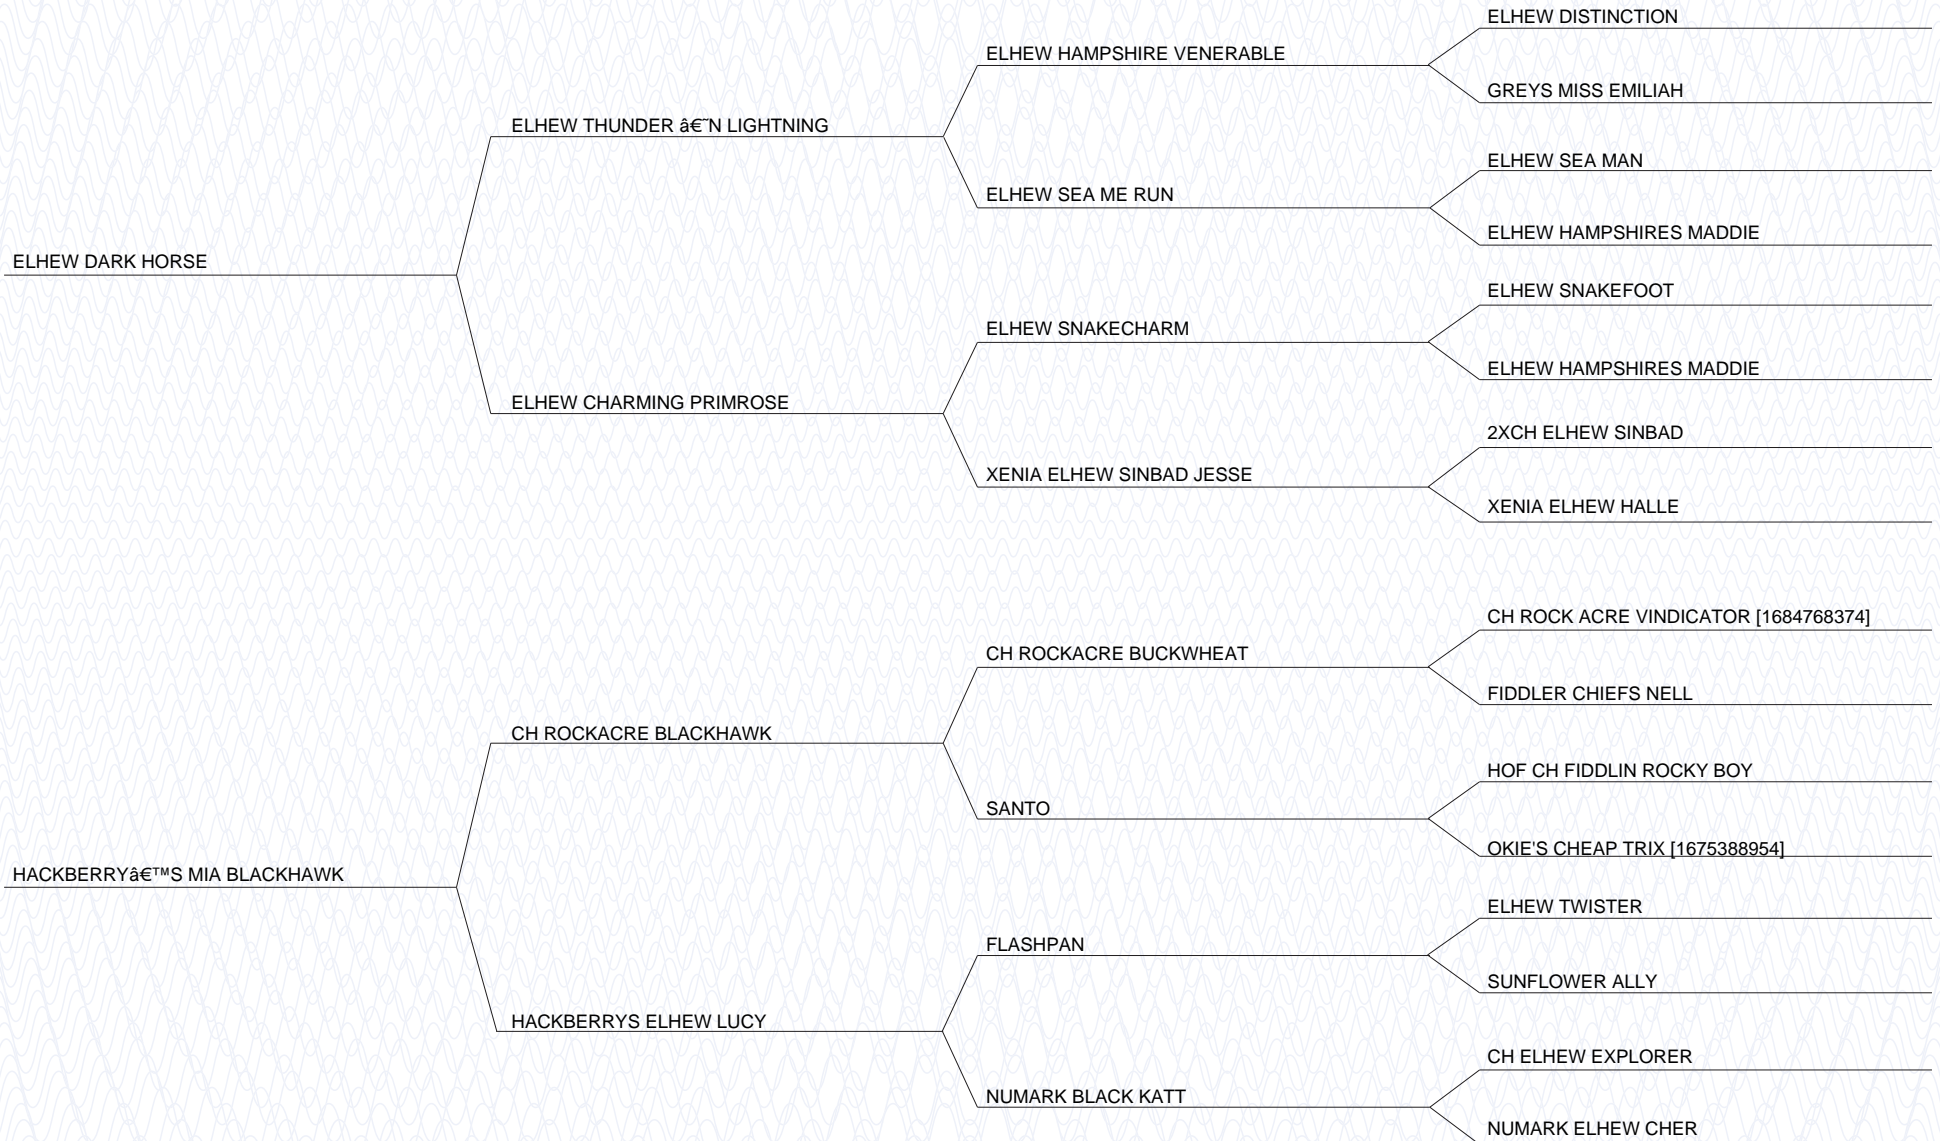 ELHEW DISTINCTION
ELHEW HAMPSHIRE VENERABLE
GREYS MISS EMILIAH
ELHEW THUNDER â€˜N LIGHTNING
ELHEW SEA MAN
ELHEW SEA ME RUN
ELHEW HAMPSHIRES MADDIE
ELHEW DARK HORSE
ELHEW SNAKEFOOT
ELHEW SNAKECHARM
ELHEW HAMPSHIRES MADDIE
ELHEW CHARMING PRIMROSE
2XCH ELHEW SINBAD
XENIA ELHEW SINBAD JESSE
XENIA ELHEW HALLE
CH ROCK ACRE VINDICATOR [1684768374]
CH ROCKACRE BUCKWHEAT
FIDDLER CHIEFS NELL
CH ROCKACRE BLACKHAWK
HOF CH FIDDLIN ROCKY BOY
SANTO
OKIE'S CHEAP TRIX [1675388954]
HACKBERRYâ€™S MIA BLACKHAWK
ELHEW TWISTER
FLASHPAN
SUNFLOWER ALLY
HACKBERRYS ELHEW LUCY
CH ELHEW EXPLORER
NUMARK BLACK KATT
NUMARK ELHEW CHER